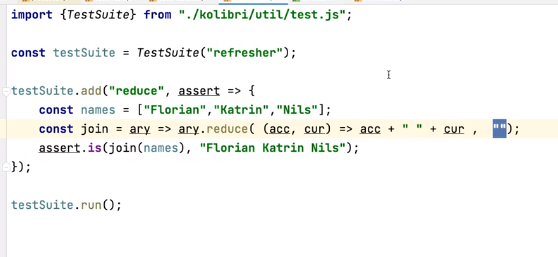 import {TestSuite} from "./kolibri/util/test.js";
const testSuite = TestSuite("refresher");
testSuite.add("reduce", assert => {
const names = ["Florian","Katrin","Nils"];
const join = ary => ary.reduce( (acc, cur) => acc + " " + cur , "");
assert.is(join(names), "Florian Katrin Nils");
});
testSuite.run();